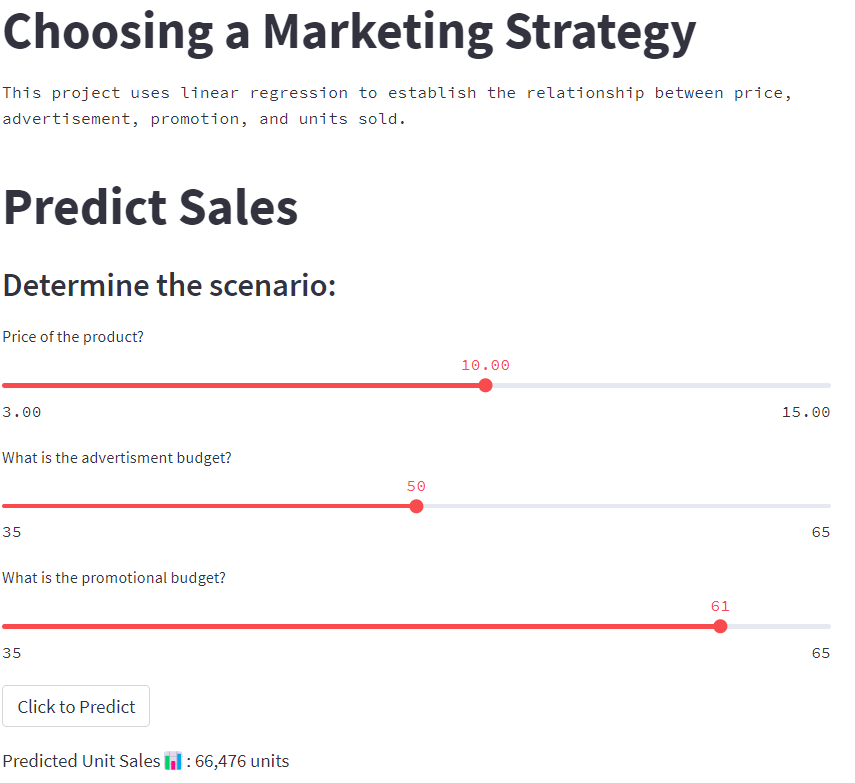 Choosing a Marketing Strategy
This project uses linear regression to establish the relationship between price,
advertisement, promotion, and units sold.
Predict Sales
Determine the scenario:
Price of the product?
10.00
3.00 15.00
What is the advertisment budget?
50
35 65
What is the promotional budget?
61
35 65
Click to Predict
Predicted Unit Sales 📊 : 66,476 units